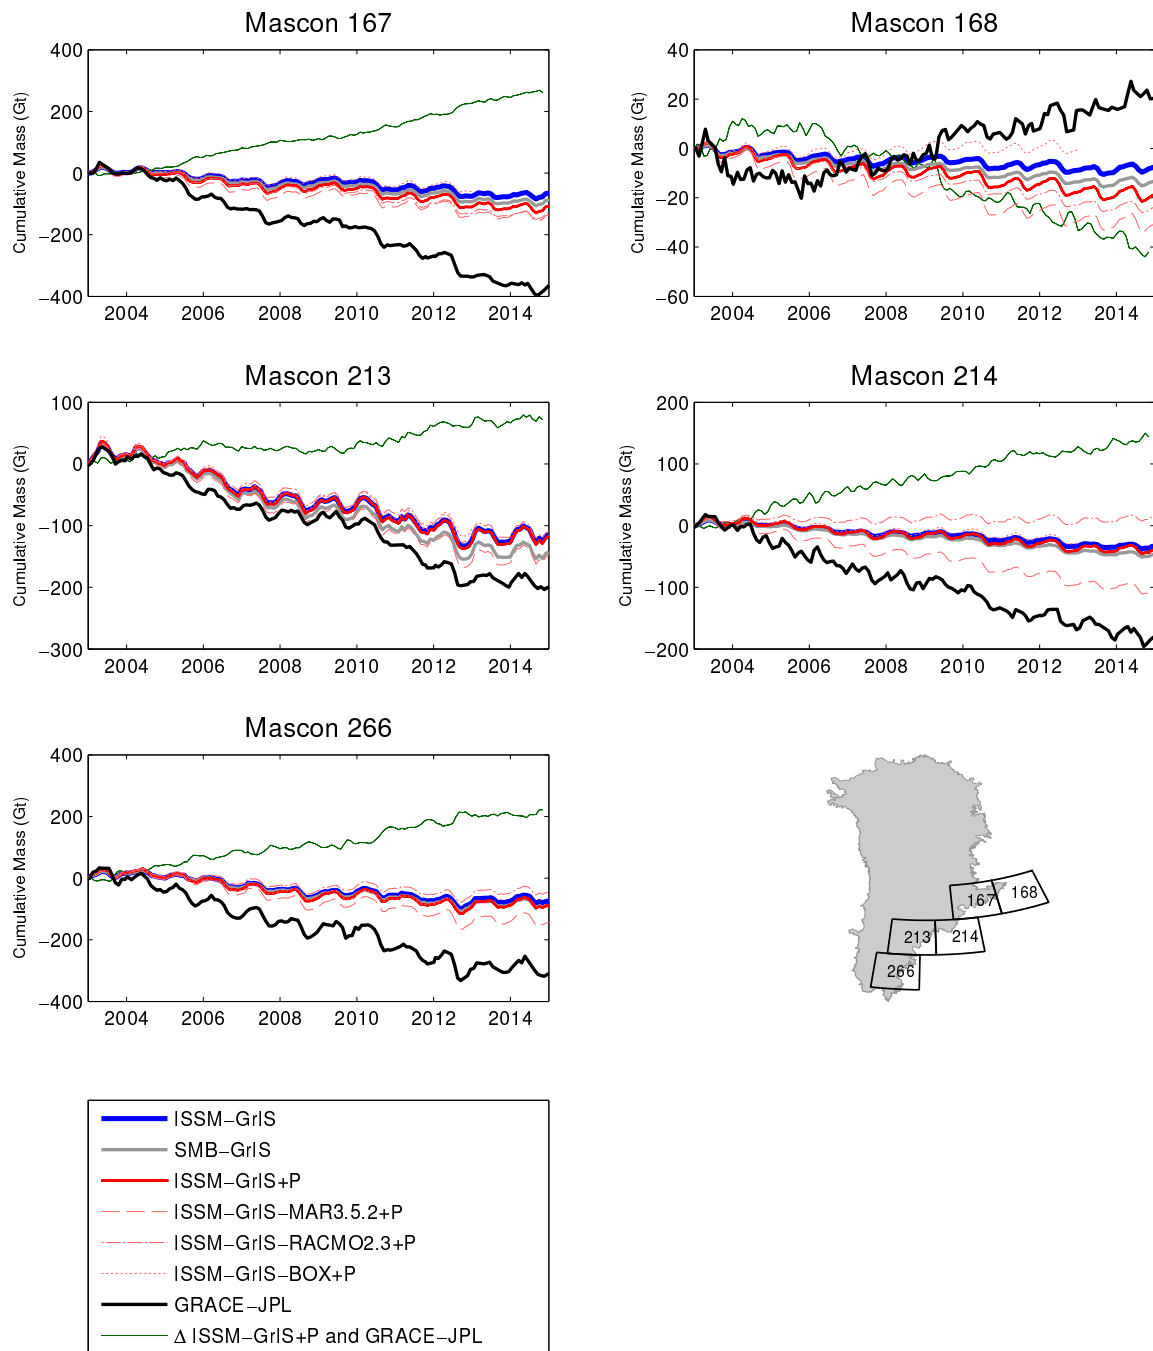 Mascon 167
Cumulative Mass (Gt)
400
200
0
−200
−400
2004 2006 2008 2010 2012 2014
Mascon 168
40
20
0
−20
−40
−60
2004 2006 2008 2010 2012 2014
Mascon 213
Cumulative Mass (Gt)
100
0
−100
−200
−300
2004 2006 2008 2010 2012 2014
Mascon 214
Cumulative Mass (Gt)
200
100
0
−100
−200
2004 2006 2008 2010 2012 2014
Mascon 266
Cumulative Mass (Gt)
400
200
0
−200
−400
2004 2006 2008 2010 2012 2014
167 168
213 214
266
ISSM−GrIS
SMB−GrIS
ISSM−GrIS+P
ISSM−GrIS−MAR3.5.2+P
ISSM−GrIS−RACMO2.3+P
ISSM−GrIS−BOX+P
GRACE−JPL
Δ ISSM−GrIS+P and GRACE−JPL